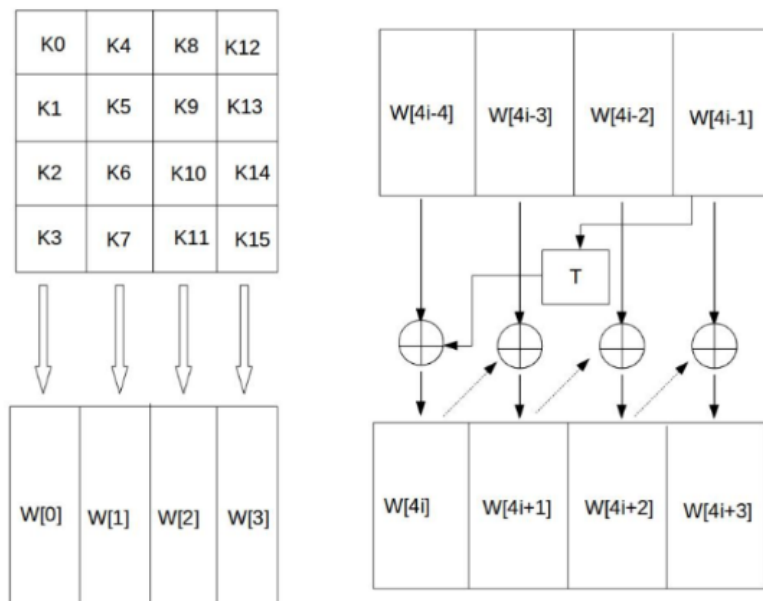 K0 K4 K8 K12
K1 K5 K9 K13
K2 K6 K10 K14
K3 K7 K11 K15
W[0] W[1] W[2] W[3]
W[4i-4] W[4i-3] W[4i-2] W[4i-1]
T
W[4i] W[4i+1] W[4i+2] W[4i+3]